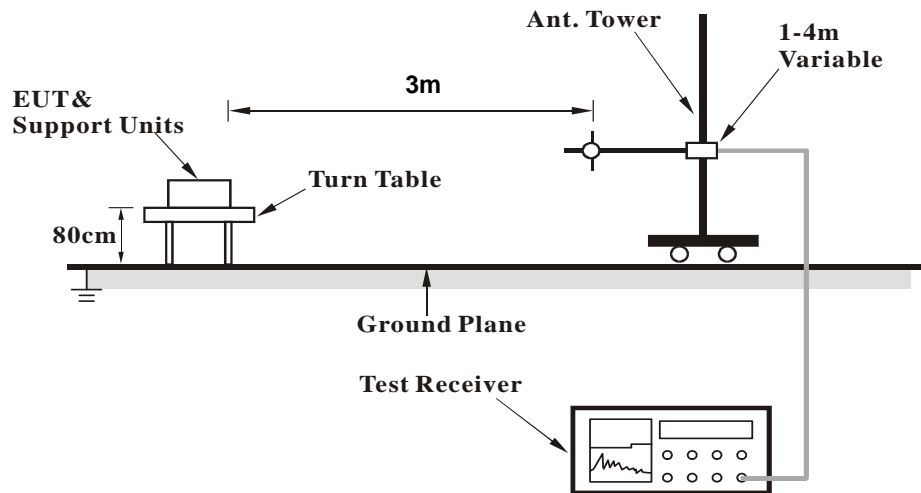 Ant. Tower
1-4m
Variable
3m
EUT&
Support Units
Turn Table
80cm
Ground Plane
Test Receiver